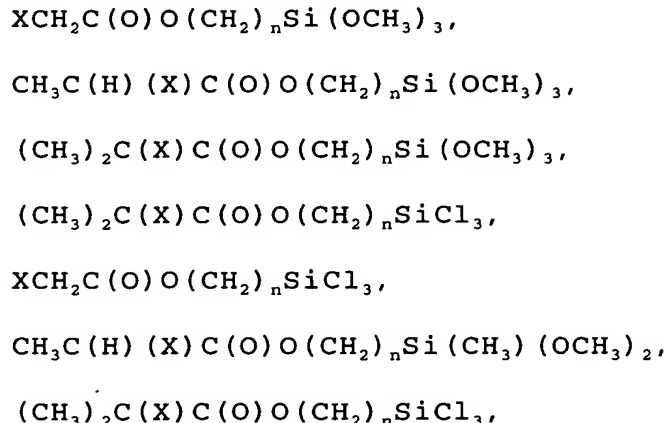 XCH₂C(O)O(CH₂)ₙSi(OCH₃)₃,
CH₃C(H)(X)C(O)O(CH₂)ₙSi(OCH₃)₃,
(CH₃)₂C(X)C(O)O(CH₂)ₙSi(OCH₃)₃,
(CH₃)₂C(X)C(O)O(CH₂)ₙSiCl₃,
XCH₂C(O)O(CH₂)ₙSiCl₃,
CH₃C(H)(X)C(O)O(CH₂)ₙSi(CH₃)(OCH₃)₂,
(CH₃)₂C(X)C(O)O(CH₂)ₙSiCl₃,